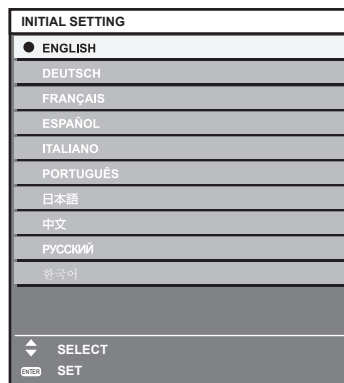 INITIAL SETTING
ENGLISH
DEUTSCH
FRANÇAIS
ESPAÑOL
ITALIANO
PORTUGUÊS
日本語
中文
РУССКИЙ
한국어
SELECT
ENTER SET